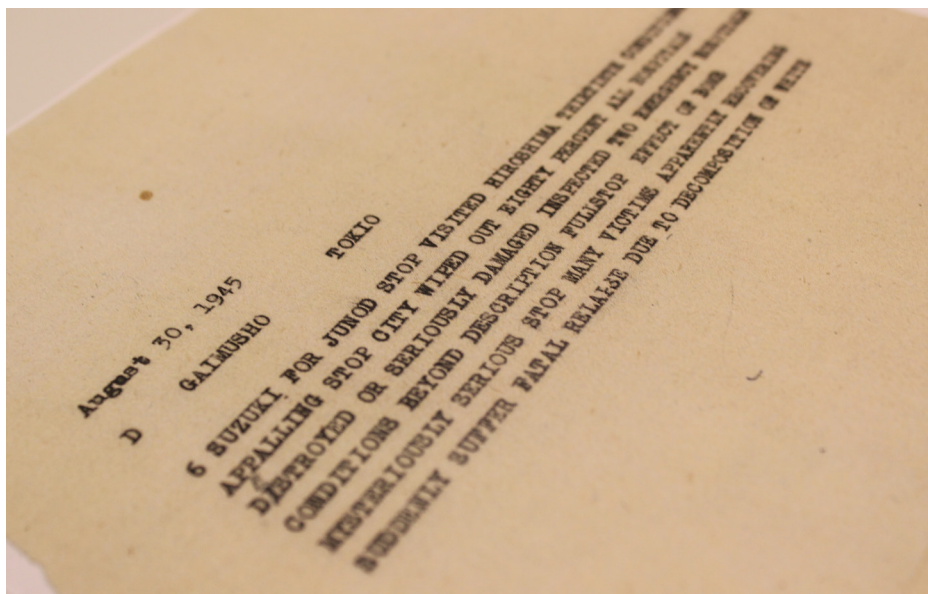 August 30, 1945
D GAIMUSHO TOKIO
6 SUZUKI FOR JUNOD STOP VISITED HIROSHIMA THIRTIETH CONDITIONS
APPALLING STOP CITY WIPED OUT EIGHTY PERCENT ALL HOSPITALS
DESTROYED OR SERIOUSLY DAMAGED INSPECTED TWO EMERGENCY HOSPITALS
CONDITIONS BEYOND DESCRIPTION FULLSTOP EFFECT OF BOMB
MYSTERIOUSLY SERIOUS STOP MANY VICTIMS APPARENTLY RECOVERING
SUDDENLY SUFFER FATAL RELAPSE DUE TO DECOMPOSITION OF WHITE